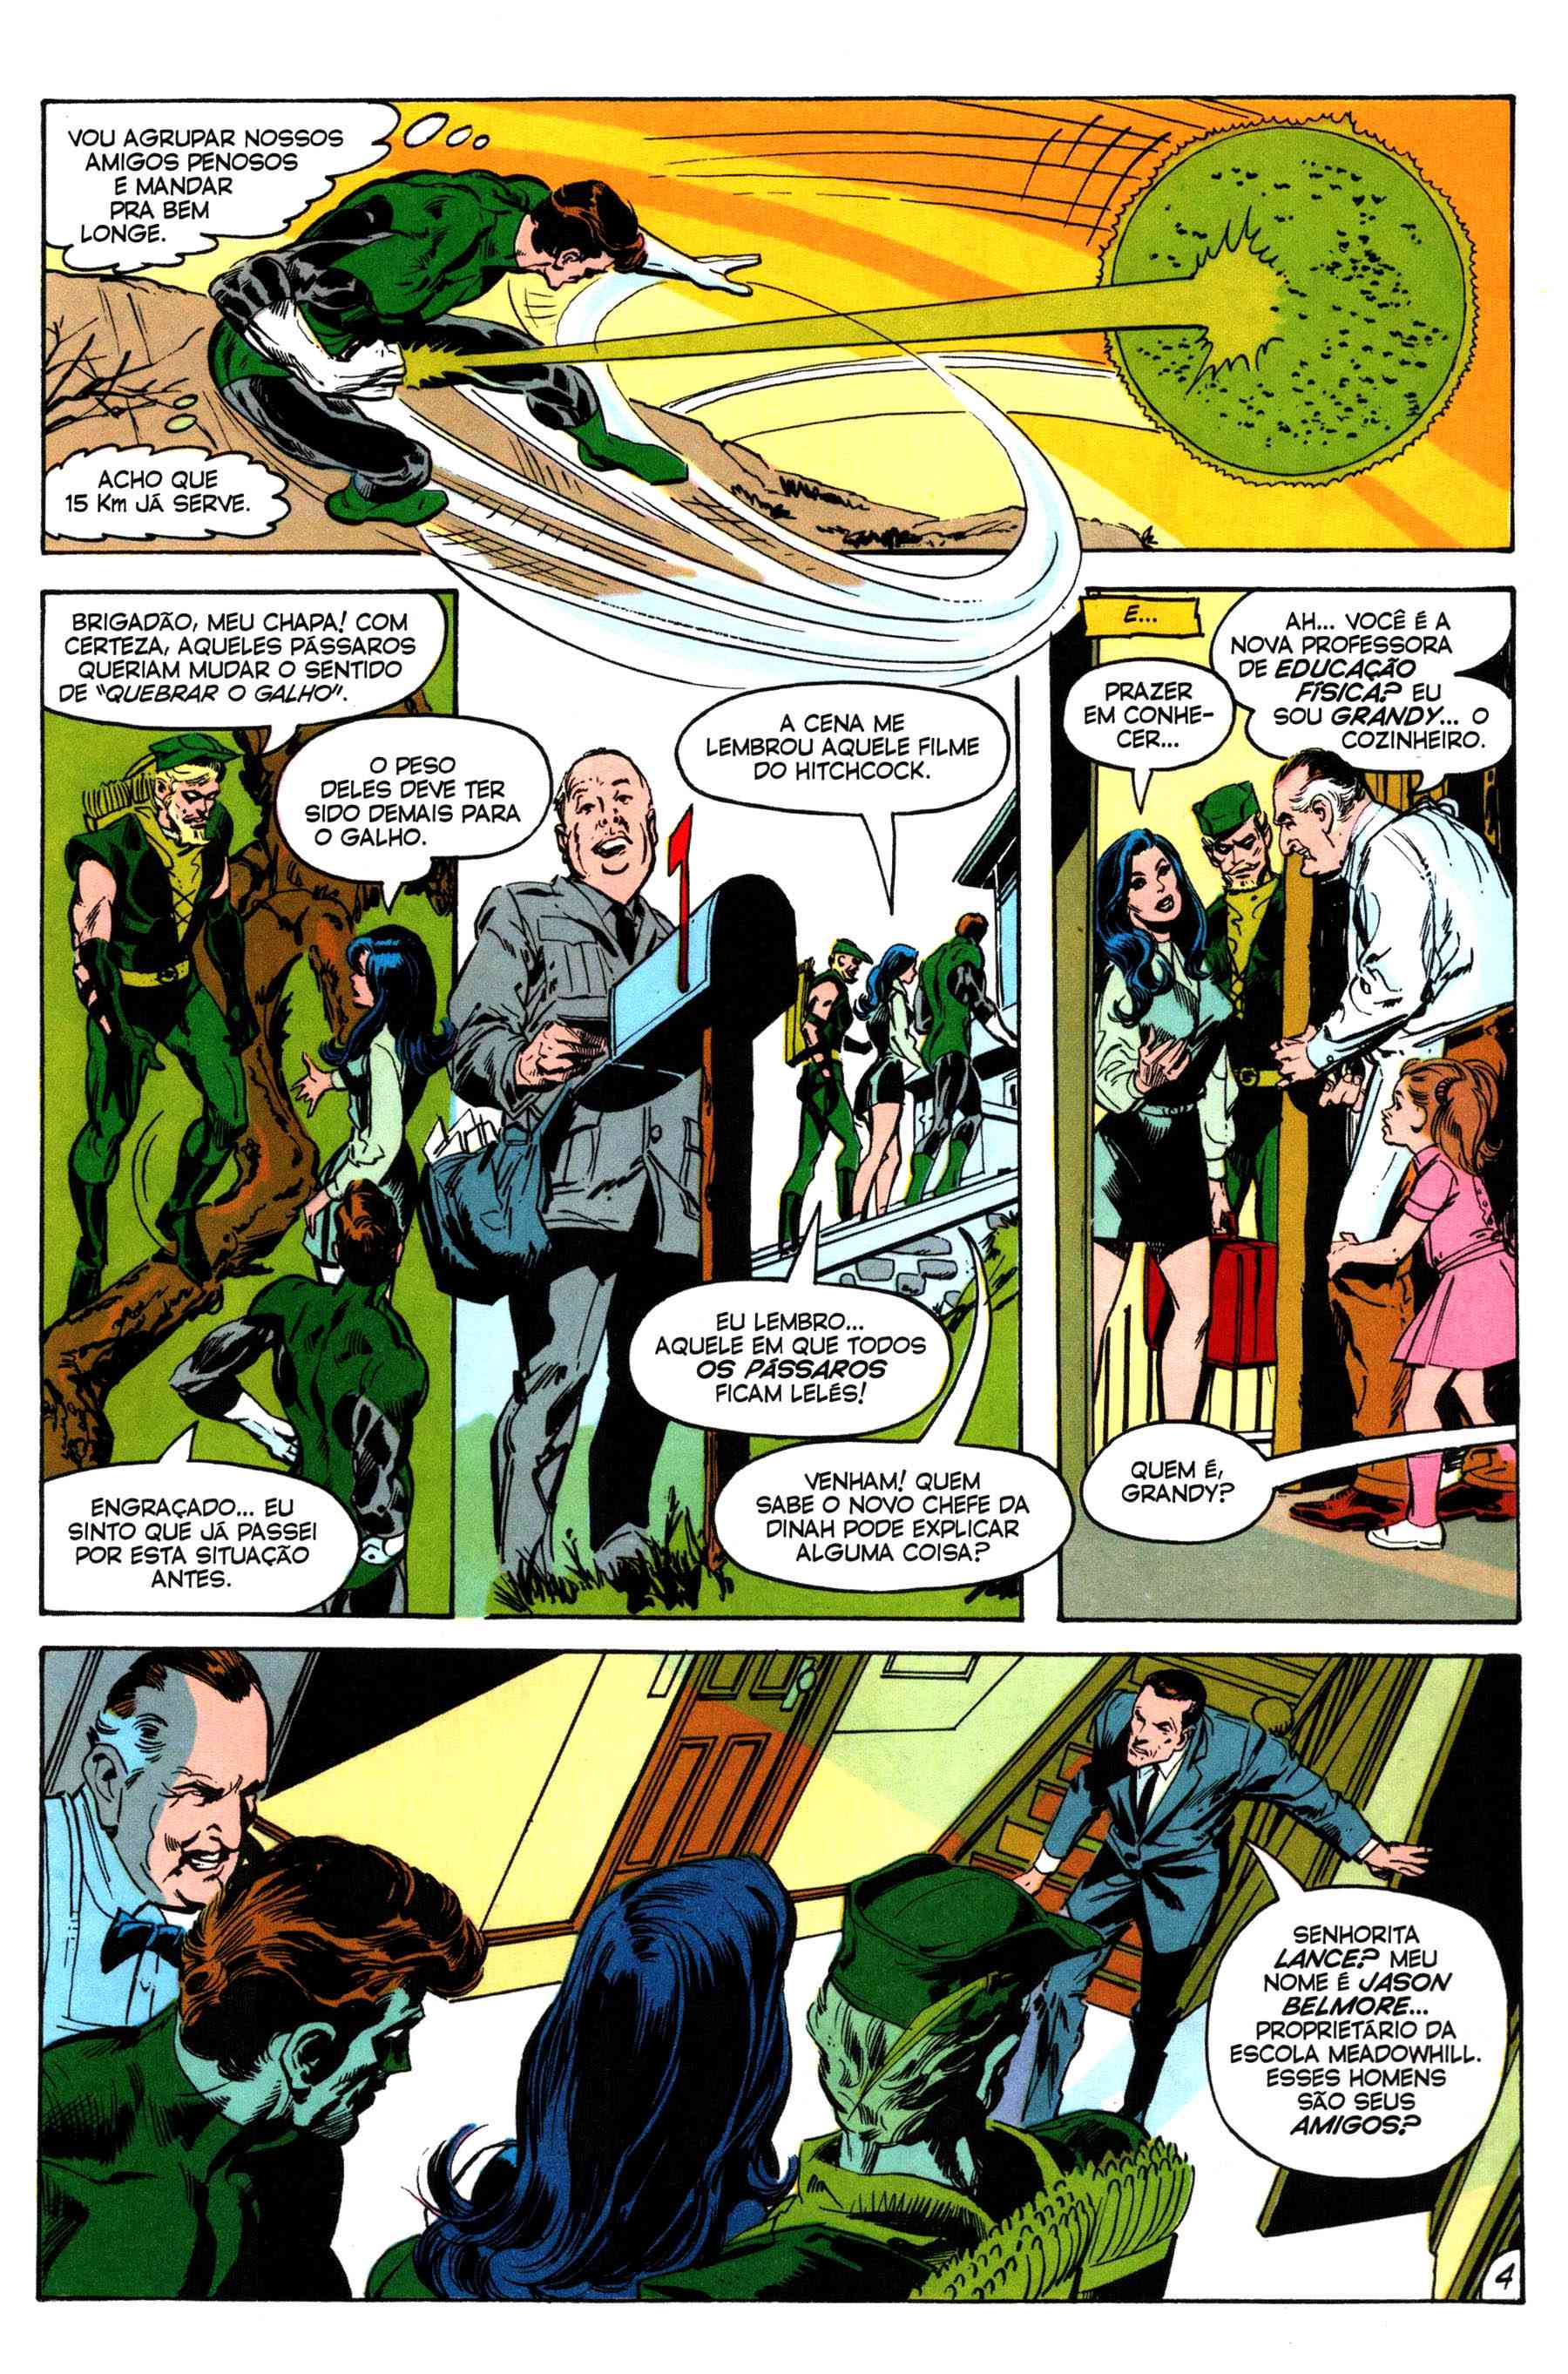 VOU AGRUPAR NOSSOS
AMIGOS PENOSOS
E MANDAR
PRA BEM
LONGE.
ACHO QUE
15 Km JÁ SERVE.
BRIGADÃO, MEU CHAPA! COM
CERTEZA, AQUELES PÁSSAROS
QUERIAM MUDAR O SENTIDO
DE "QUEBRAR O GALHO".
O PESO
DELES DEVE TER
SIDO DEMAIS PARA
O GALHO.
ENGRAÇADO... EU
SINTO QUE JÁ PASSEI
POR ESTA SITUAÇÃO
ANTES.
A CENA ME
LEMBROU AQUELE FILME
DO HITCHCOCK.
EU LEMBRO...
AQUELE EM QUE TODOS
OS PÁSSAROS
FICAM LELÉS!
VENHAM! QUEM
SABE O NOVO CHEFE DA
DINAH PODE EXPLICAR
ALGUMA COISA?
E...
PRAZER
EM CONHE-
CER...
AH... VOCÊ É A
NOVA PROFESSORA
DE EDUCAÇÃO
FÍSICA? EU
SOU GRANDY... O
COZINHEIRO.
QUEM É,
GRANDY?
SENHORITA
LANCE? MEU
NOME É JASON
BELMORE...
PROPRIETÁRIO DA
ESCOLA MEADOWHILL.
ESSES HOMENS
SÃO SEUS
AMIGOS?
4